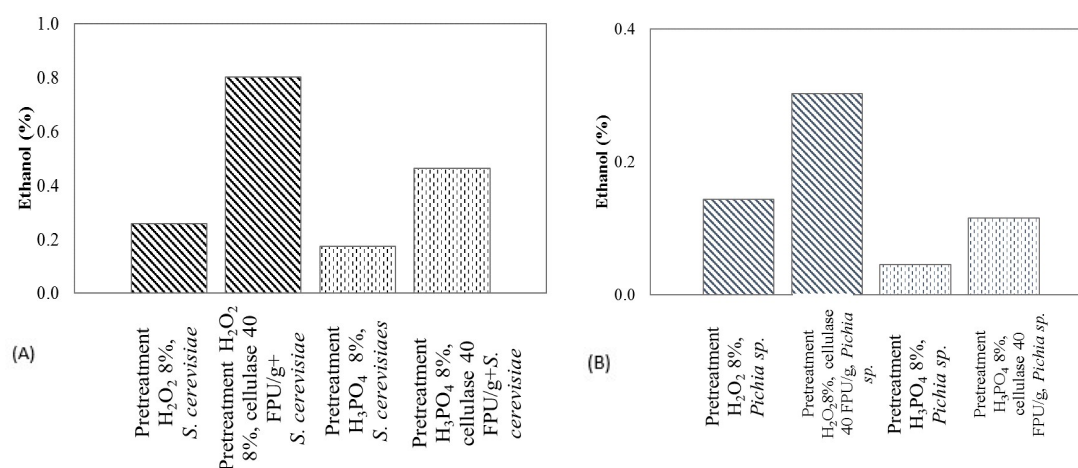 1.0
0.8
0.6
0.4
0.2
0.0
Ethanol (%)
Pretreatment
H₂O₂ 8%,
S. cerevisiae
Pretreatment H₂O₂
8%, cellulase 40
FPU/g+
S. cerevisiae
Pretreatment
H₃PO₄ 8%,
S. cerevisiaes
Pretreatment
H₃PO₄ 8%,
cellulase 40
FPU/g+S.
cerevisiae
(A)
0.4
0.2
0.0
Ethanol (%)
Pretreatment
H₂O₂ 8%,
Pichia sp.
Pretreatment
H₂O₂8%, cellulase
40 FPU/g, Pichia
sp.
Pretreatment
H₃PO₄ 8%,
Pichia sp.
Pretreatment
H₃PO₄ 8%,
cellulase 40
FPU/g, Pichia sp.
(B)